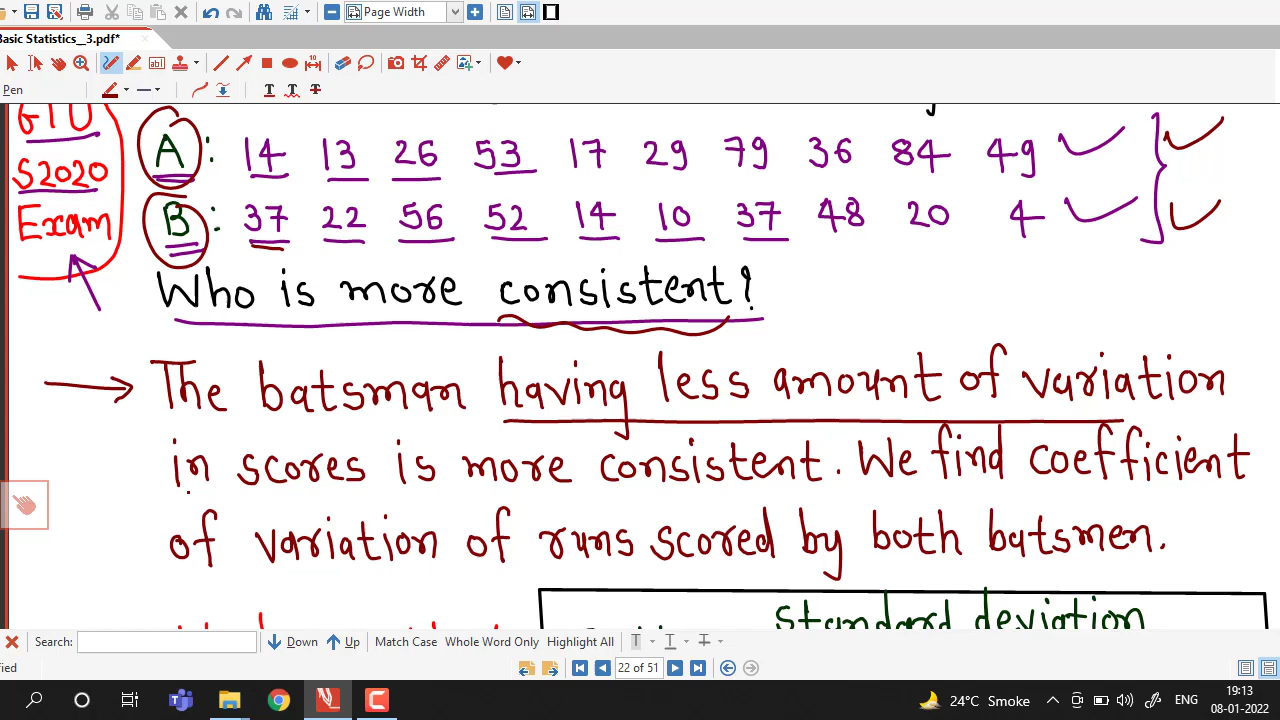 Page Width
Basic Statistics_3.pdf*
Pen
GTU
S2020
Exam
A : 14 13 26 53 17 29 79 36 84 49
B : 37 22 56 52 14 10 37 48 20 4
Who is more consistent?
The batsman having less amount of variation
in scores is more consistent. We find coefficient
of variation of runs scored by both batsmen.
standard deviation
Search: Down Up Match Case Whole Word Only Highlight All T T T
fied 22 of 51
24°C Smoke ENG 19:13
08-01-2022